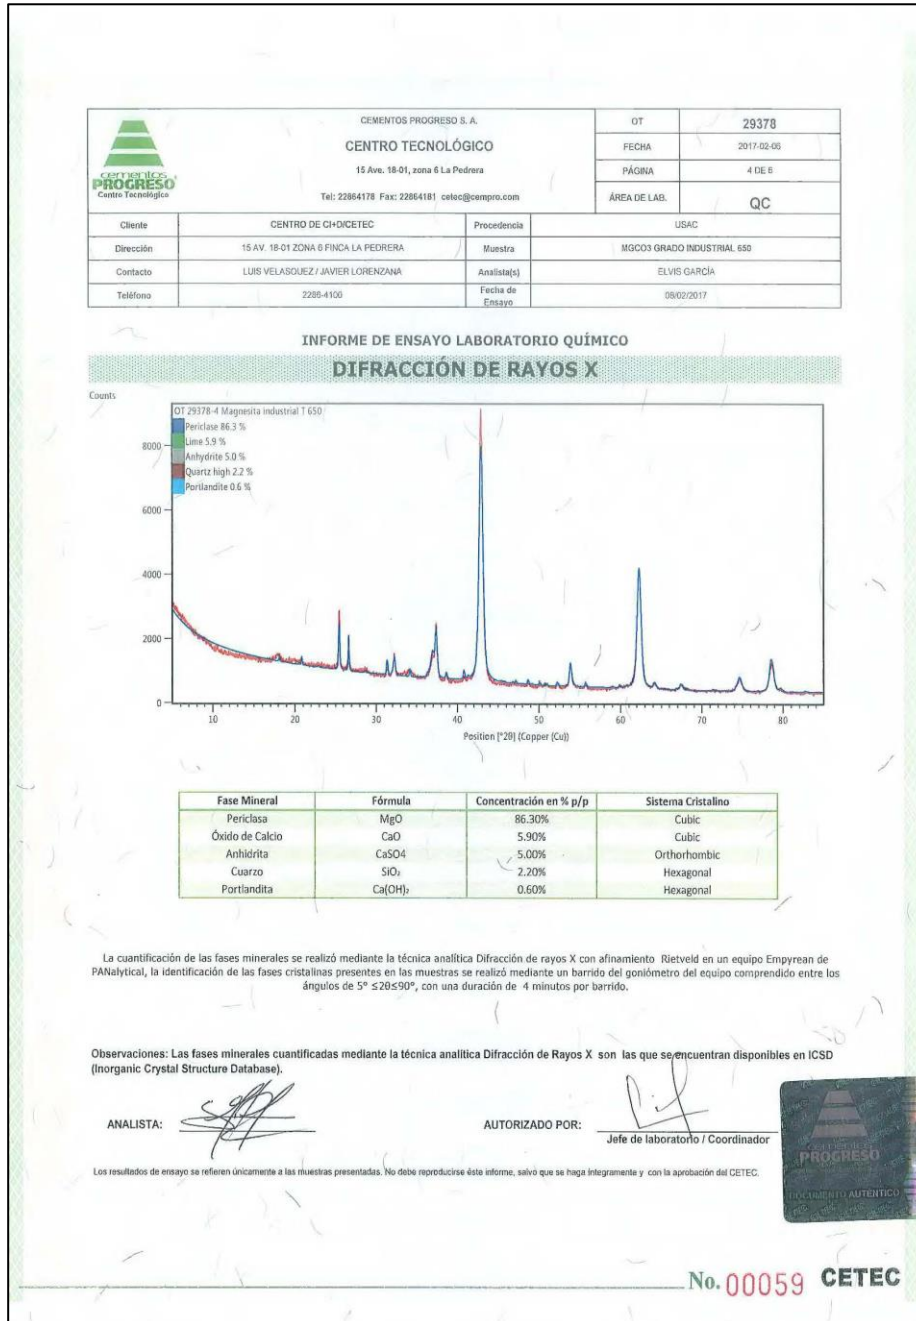 cementos
PROGRESO
Centro Tecnológico
CEMENTOS PROGRESO S. A.
CENTRO TECNOLÓGICO
15 Ave. 18-01, zona 6 La Pedrera
Tel: 22864178 Fax: 22864181 cetec@cempro.com
OT 29378
FECHA 2017-02-06
PÁGINA 4 DE 6
ÁREA DE LAB. QC
Cliente CENTRO DE CI+D/CETEC Procedencia USAC
Dirección 15 AV. 18-01 ZONA 6 FINCA LA PEDRERA Muestra MGCO3 GRADO INDUSTRIAL 650
Contacto LUIS VELASQUEZ / JAVIER LORENZANA Analista(s) ELVIS GARCÍA
Teléfono 2286-4100 Fecha de Ensayo 08/02/2017
INFORME DE ENSAYO LABORATORIO QUÍMICO
DIFRACCIÓN DE RAYOS X
Counts
OT 29378-4 Magnesita industrial T 650
Periclase 86.3 %
Lime 5.9 %
Anhydrite 5.0 %
Quartz high 2.2 %
Portlandite 0.6 %
8000
6000
4000
2000
0
10 20 30 40 50 60 70 80
Position [°2θ] (Copper (Cu))
Fase Mineral Fórmula Concentración en % p/p Sistema Cristalino
Periclasa MgO 86.30% Cubic
Óxido de Calcio CaO 5.90% Cubic
Anhidrita CaSO4 5.00% Orthorhombic
Cuarzo SiO₂ 2.20% Hexagonal
Portlandita Ca(OH)₂ 0.60% Hexagonal
La cuantificación de las fases minerales se realizó mediante la técnica analítica Difracción de rayos X con afinamiento Rietveld en un equipo Empyrean de
PANalytical, la identificación de las fases cristalinas presentes en las muestras se realizó mediante un barrido del goniómetro del equipo comprendido entre los
ángulos de 5° ≤2θ≤90°, con una duración de 4 minutos por barrido.
Observaciones: Las fases minerales cuantificadas mediante la técnica analítica Difracción de Rayos X son las que se encuentran disponibles en ICSD
(Inorganic Crystal Structure Database).
ANALISTA:
AUTORIZADO POR:
Jefe de laboratorio / Coordinador
Los resultados de ensayo se refieren únicamente a las muestras presentadas. No debe reproducirse éste informe, salvo que se haga íntegramente y con la aprobación del CETEC.
cementos
PROGRESO
DOCUMENTO AUTENTICO
No. 00059 CETEC